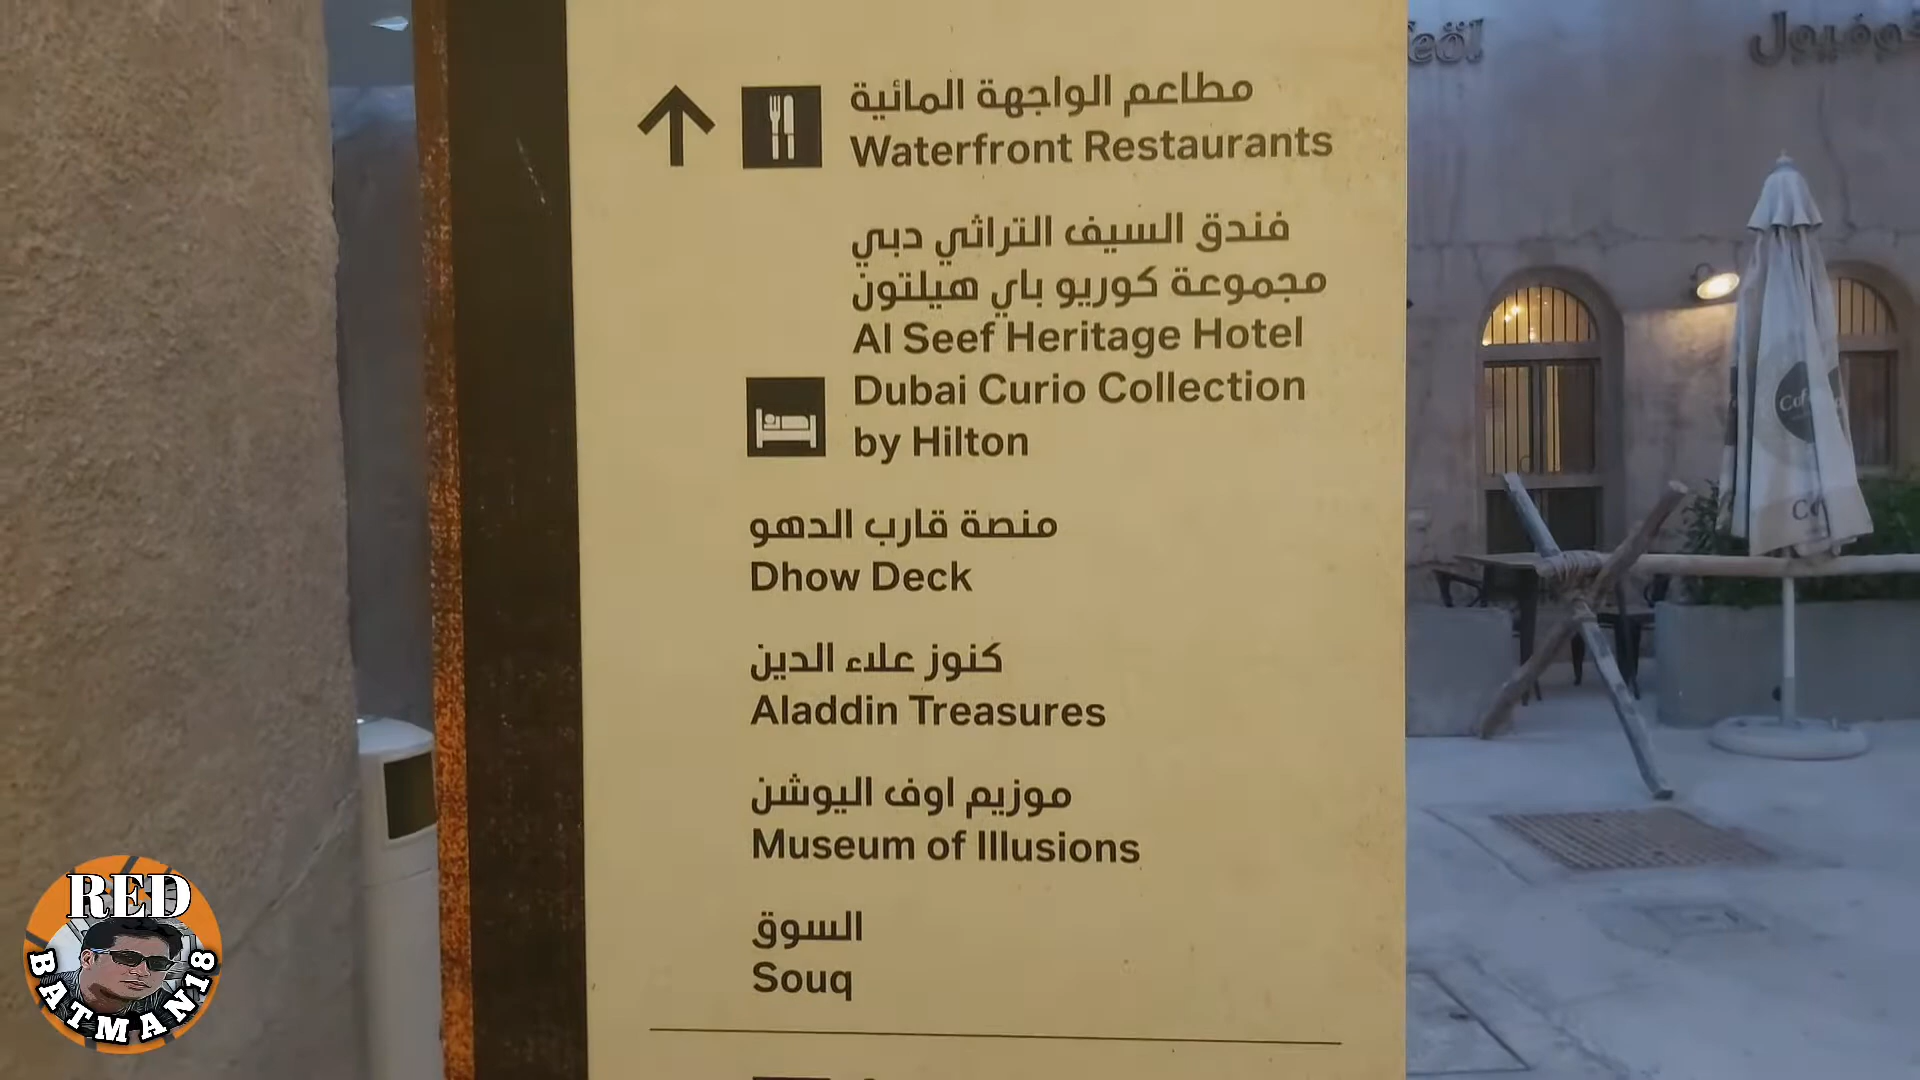 مطاعم الواجهة المائية
Waterfront Restaurants
فندق السيف التراثي دبي
مجموعة كوريو باي هيلتون
Al Seef Heritage Hotel
Dubai Curio Collection
by Hilton
منصة قارب الدهو
Dhow Deck
كنوز علاء الدين
Aladdin Treasures
موزيم اوف اليوشن
Museum of Illusions
السوق
Souq
RED
BATMAN18